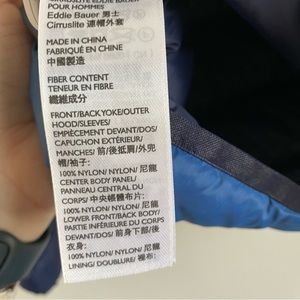 POUR HOMMES
Eddie Bauer 男士
Cirruslite 連帽外套
MADE IN CHINA
FABRIQUÉ EN CHINE
中國製造
FIBER CONTENT
TENEUR EN FIBRE
纖維成分
FRONT/BACK YOKE/OUTER
HOOD/SLEEVES/
EMPIÈCEMENT DEVANT/DOS/
CAPUCHON EXTÉRIEUR/
MANCHES/ 前/後抵肩/外兜
帽/袖子:
100% NYLON/ NYLON/ 尼龍
CENTER BODY PANEL/
PANNEAU CENTRAL DU
CORPS/ 中央帳體布片:
100% NYLON/ NYLON/ 尼龍
LOWER FRONT/BACK BODY/
PARTIE INFÉRIEURE DU CORPS
DEVANT/DOS/ 前身下部/後
衣身:
100% NYLON/ NYLON/ 尼龍
LINING/ DOUBLURE/ 裡布: